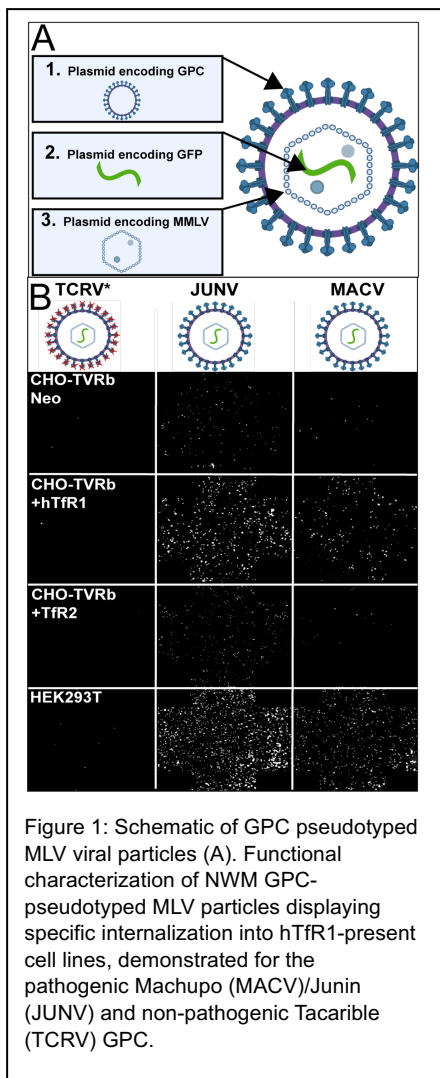 A
1. Plasmid encoding GPC
2. Plasmid encoding GFP
3. Plasmid encoding MMLV
B
TCRV* JUNV MACV
CHO-TVRb
Neo
CHO-TVRb
+hTfR1
CHO-TVRb
+TfR2
HEK293T
Figure 1: Schematic of GPC pseudotyped
MLV viral particles (A). Functional
characterization of NWM GPC-
pseudotyped MLV particles displaying
specific internalization into hTfR1-present
cell lines, demonstrated for the
pathogenic Machupo (MACV)/Junin
(JUNV) and non-pathogenic Tacarible
(TCRV) GPC.